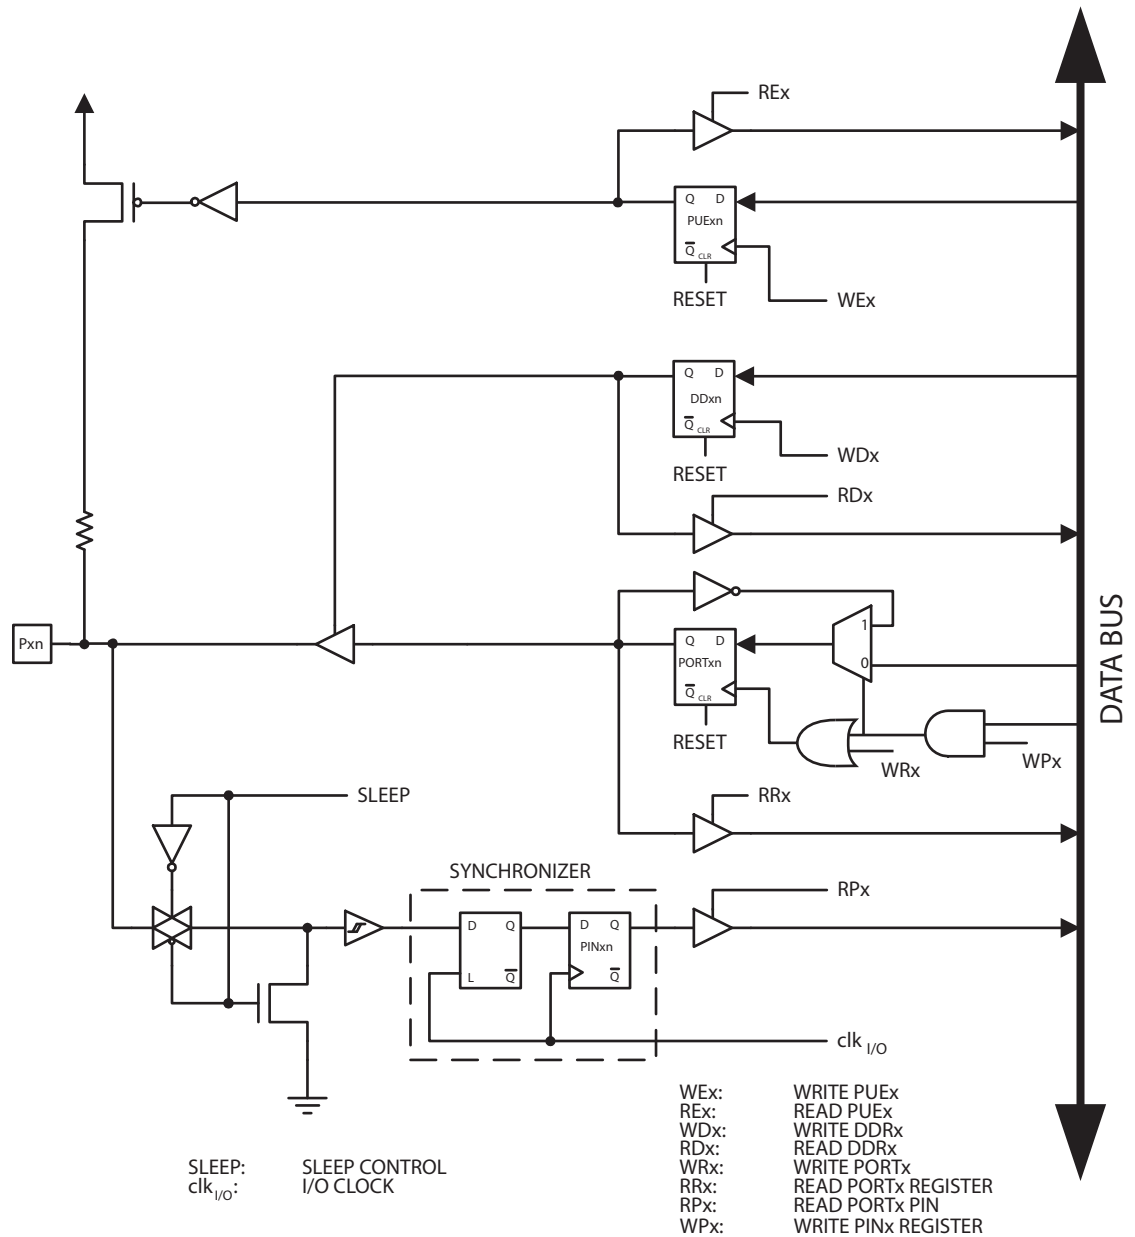 REx
Q D
PUExn
Q CLR
RESET
WEx
Q D
DDxn
Q CLR
RESET
WDx
RDx
Pxn
1
Q D
PORTxn
0
Q CLR
RESET
WRx
WPx
DATA BUS
SLEEP
RRx
SYNCHRONIZER
RPx
D Q
L Q
D Q
PINxn
Q
clk I/O
WEx: WRITE PUEx
REx: READ PUEx
WDx: WRITE DDRx
RDx: READ DDRx
WRx: WRITE PORTx
RRx: READ PORTx REGISTER
RPx: READ PORTx PIN
WPx: WRITE PINx REGISTER
SLEEP: SLEEP CONTROL
clk I/O: I/O CLOCK